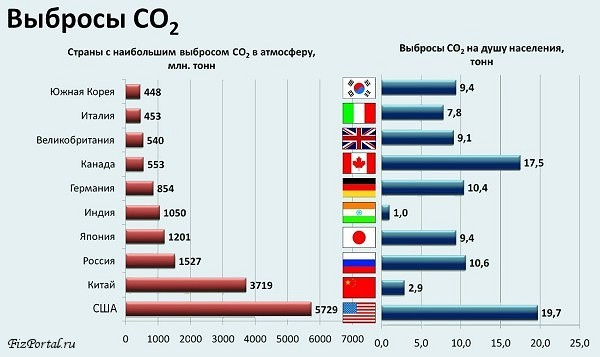 Выбросы CO₂
Страны с наибольшим выбросом CO₂ в атмосферу,
млн. тонн
Южная Корея 448
Италия 453
Великобритания 540
Канада 553
Германия 854
Индия 1050
Япония 1201
Россия 1527
Китай 3719
США 5729
0 1000 2000 3000 4000 5000 6000 7000
Выбросы CO₂ на душу населения,
тонн
9,4
7,8
9,1
17,5
10,4
1,0
9,4
10,6
2,9
19,7
0,0 5,0 10,0 15,0 20,0 25,0
FizPortal.ru